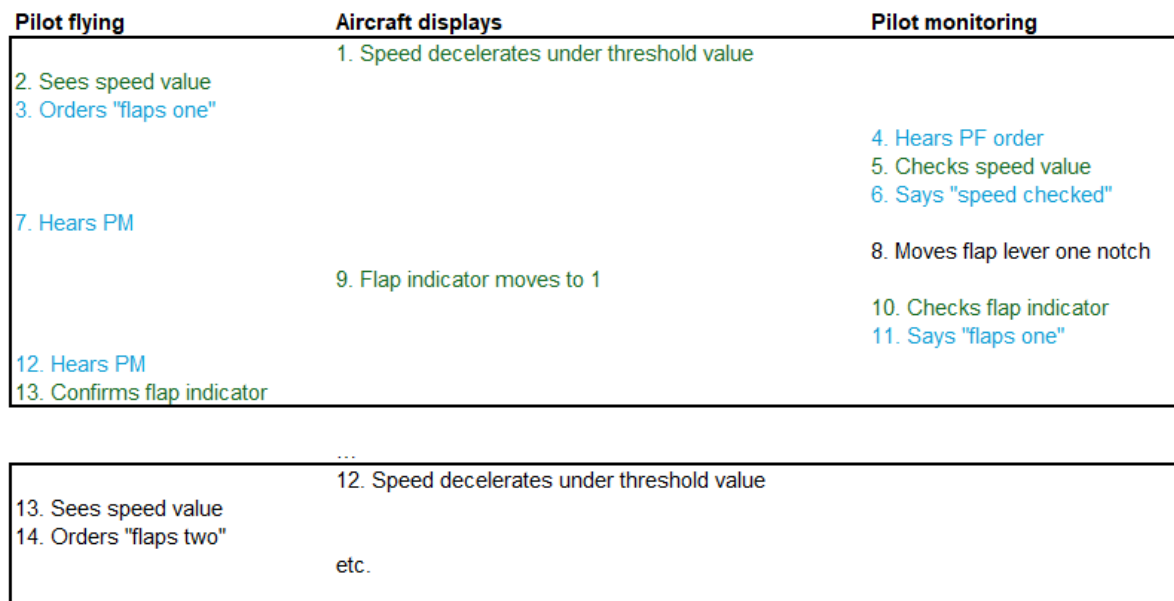 Pilot flying Aircraft displays Pilot monitoring
1. Speed decelerates under threshold value
2. Sees speed value
3. Orders "flaps one"
4. Hears PF order
5. Checks speed value
6. Says "speed checked"
7. Hears PM
8. Moves flap lever one notch
9. Flap indicator moves to 1
10. Checks flap indicator
11. Says "flaps one"
12. Hears PM
13. Confirms flap indicator
...
12. Speed decelerates under threshold value
13. Sees speed value
14. Orders "flaps two"
etc.